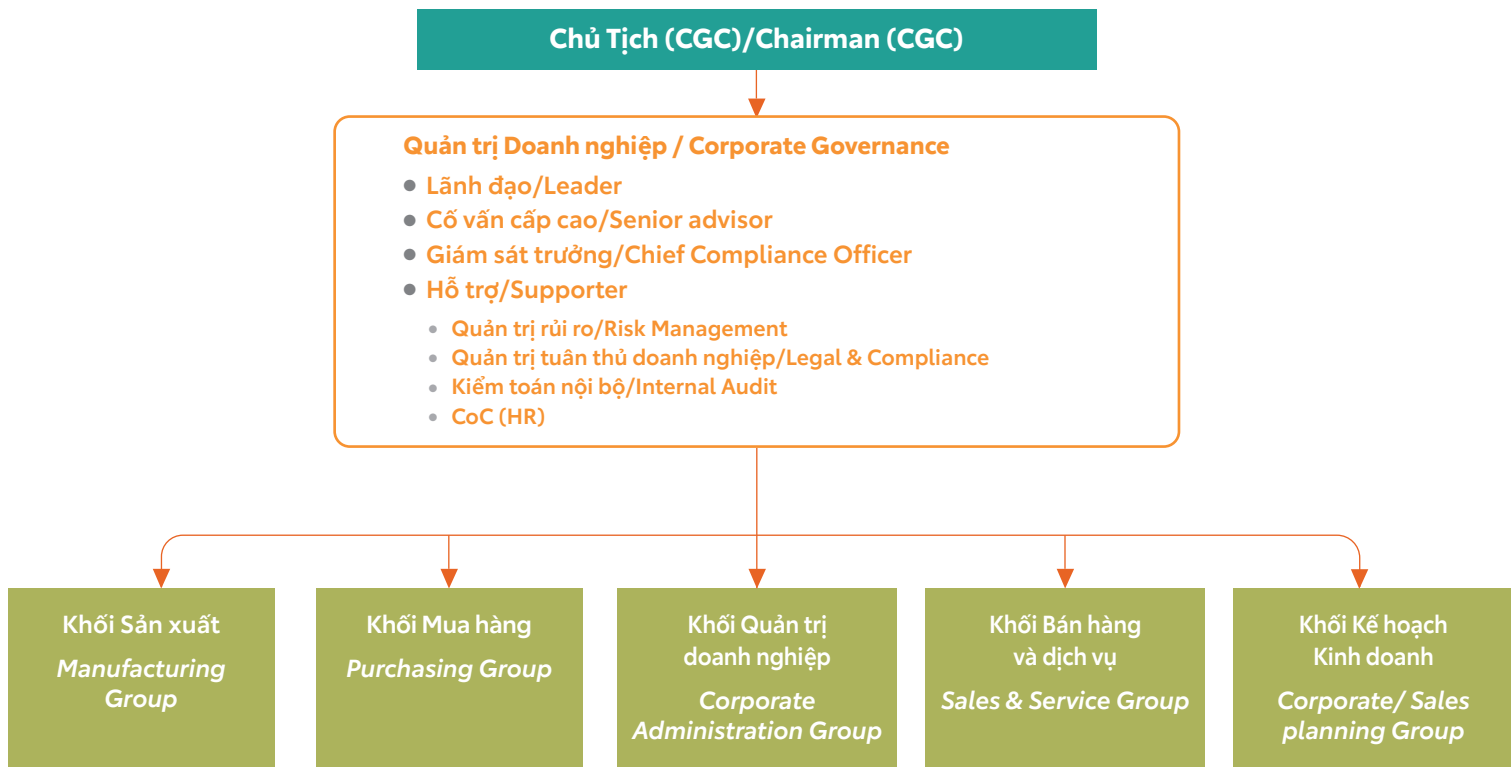 Chủ Tịch (CGC)/Chairman (CGC)
Quản trị Doanh nghiệp / Corporate Governance
Lãnh đạo/Leader
Cố vấn cấp cao/Senior advisor
Giám sát trưởng/Chief Compliance Officer
Hỗ trợ/Supporter
Quản trị rủi ro/Risk Management
Quản trị tuân thủ doanh nghiệp/Legal & Compliance
Kiểm toán nội bộ/Internal Audit
CoC (HR)
Khối Sản xuất
Manufacturing
Group
Khối Mua hàng
Purchasing Group
Khối Quản trị
doanh nghiệp
Corporate
Administration Group
Khối Bán hàng
và dịch vụ
Sales & Service Group
Khối Kế hoạch
Kinh doanh
Corporate/ Sales
planning Group